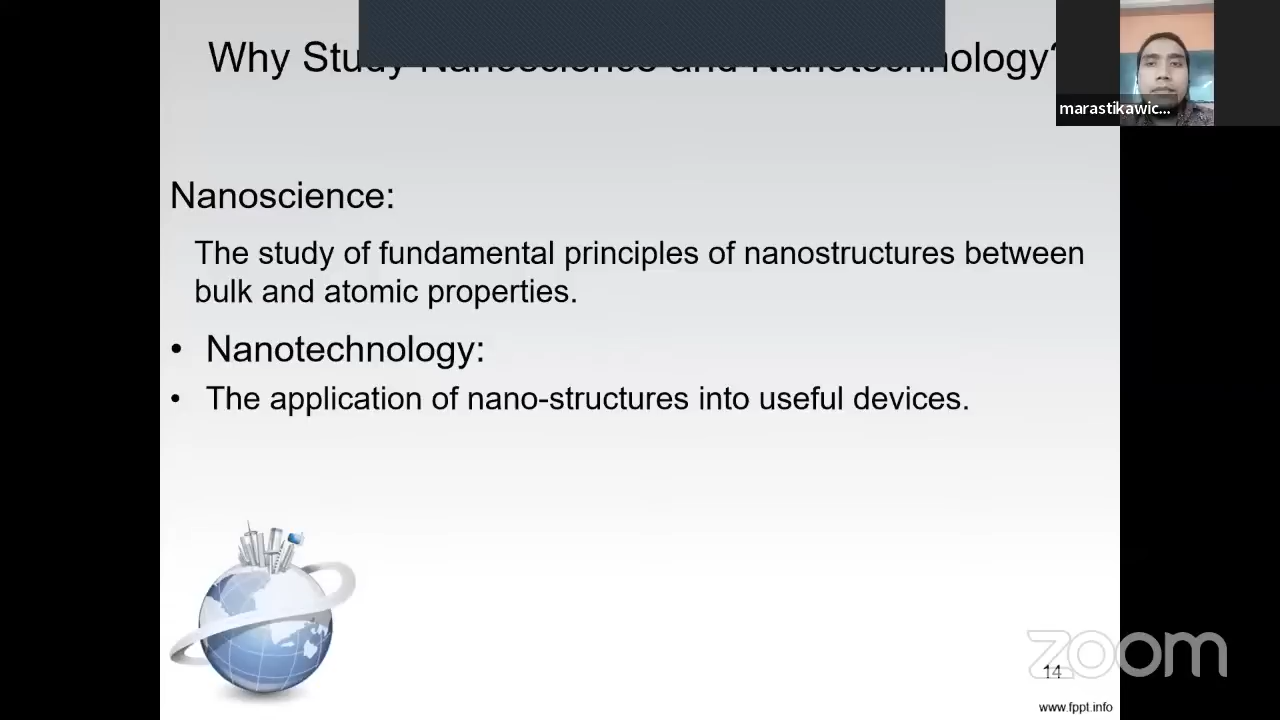 Why Study Nanoscience and Nanotechnology?
marastikawic...
Nanoscience:
The study of fundamental principles of nanostructures between
bulk and atomic properties.
• Nanotechnology:
• The application of nano-structures into useful devices.
zoom
14
www.fppt.info